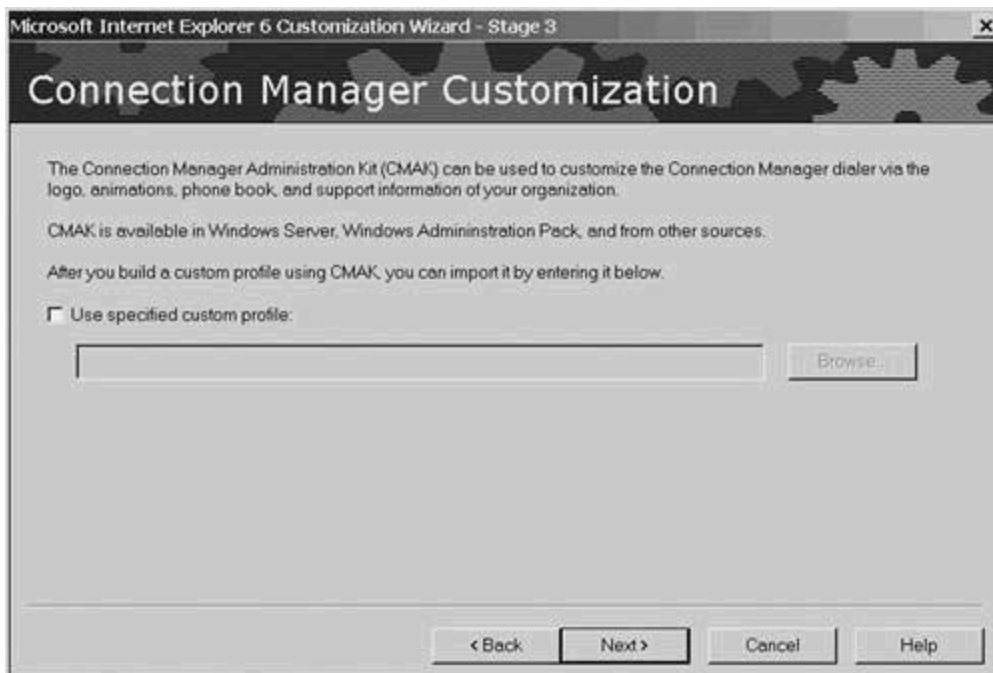 Microsoft Internet Explorer 6 Customization Wizard - Stage 3
Connection Manager Customization
The Connection Manager Administration Kit (CMAK) can be used to customize the Connection Manager dialer via the
logo, animations, phone book, and support information of your organization.
CMAK is available in Windows Server, Windows Admininstration Pack, and from other sources.
After you build a custom profile using CMAK, you can import it by entering it below.
Use specified custom profile:
Browse...
< Back
Next >
Cancel
Help